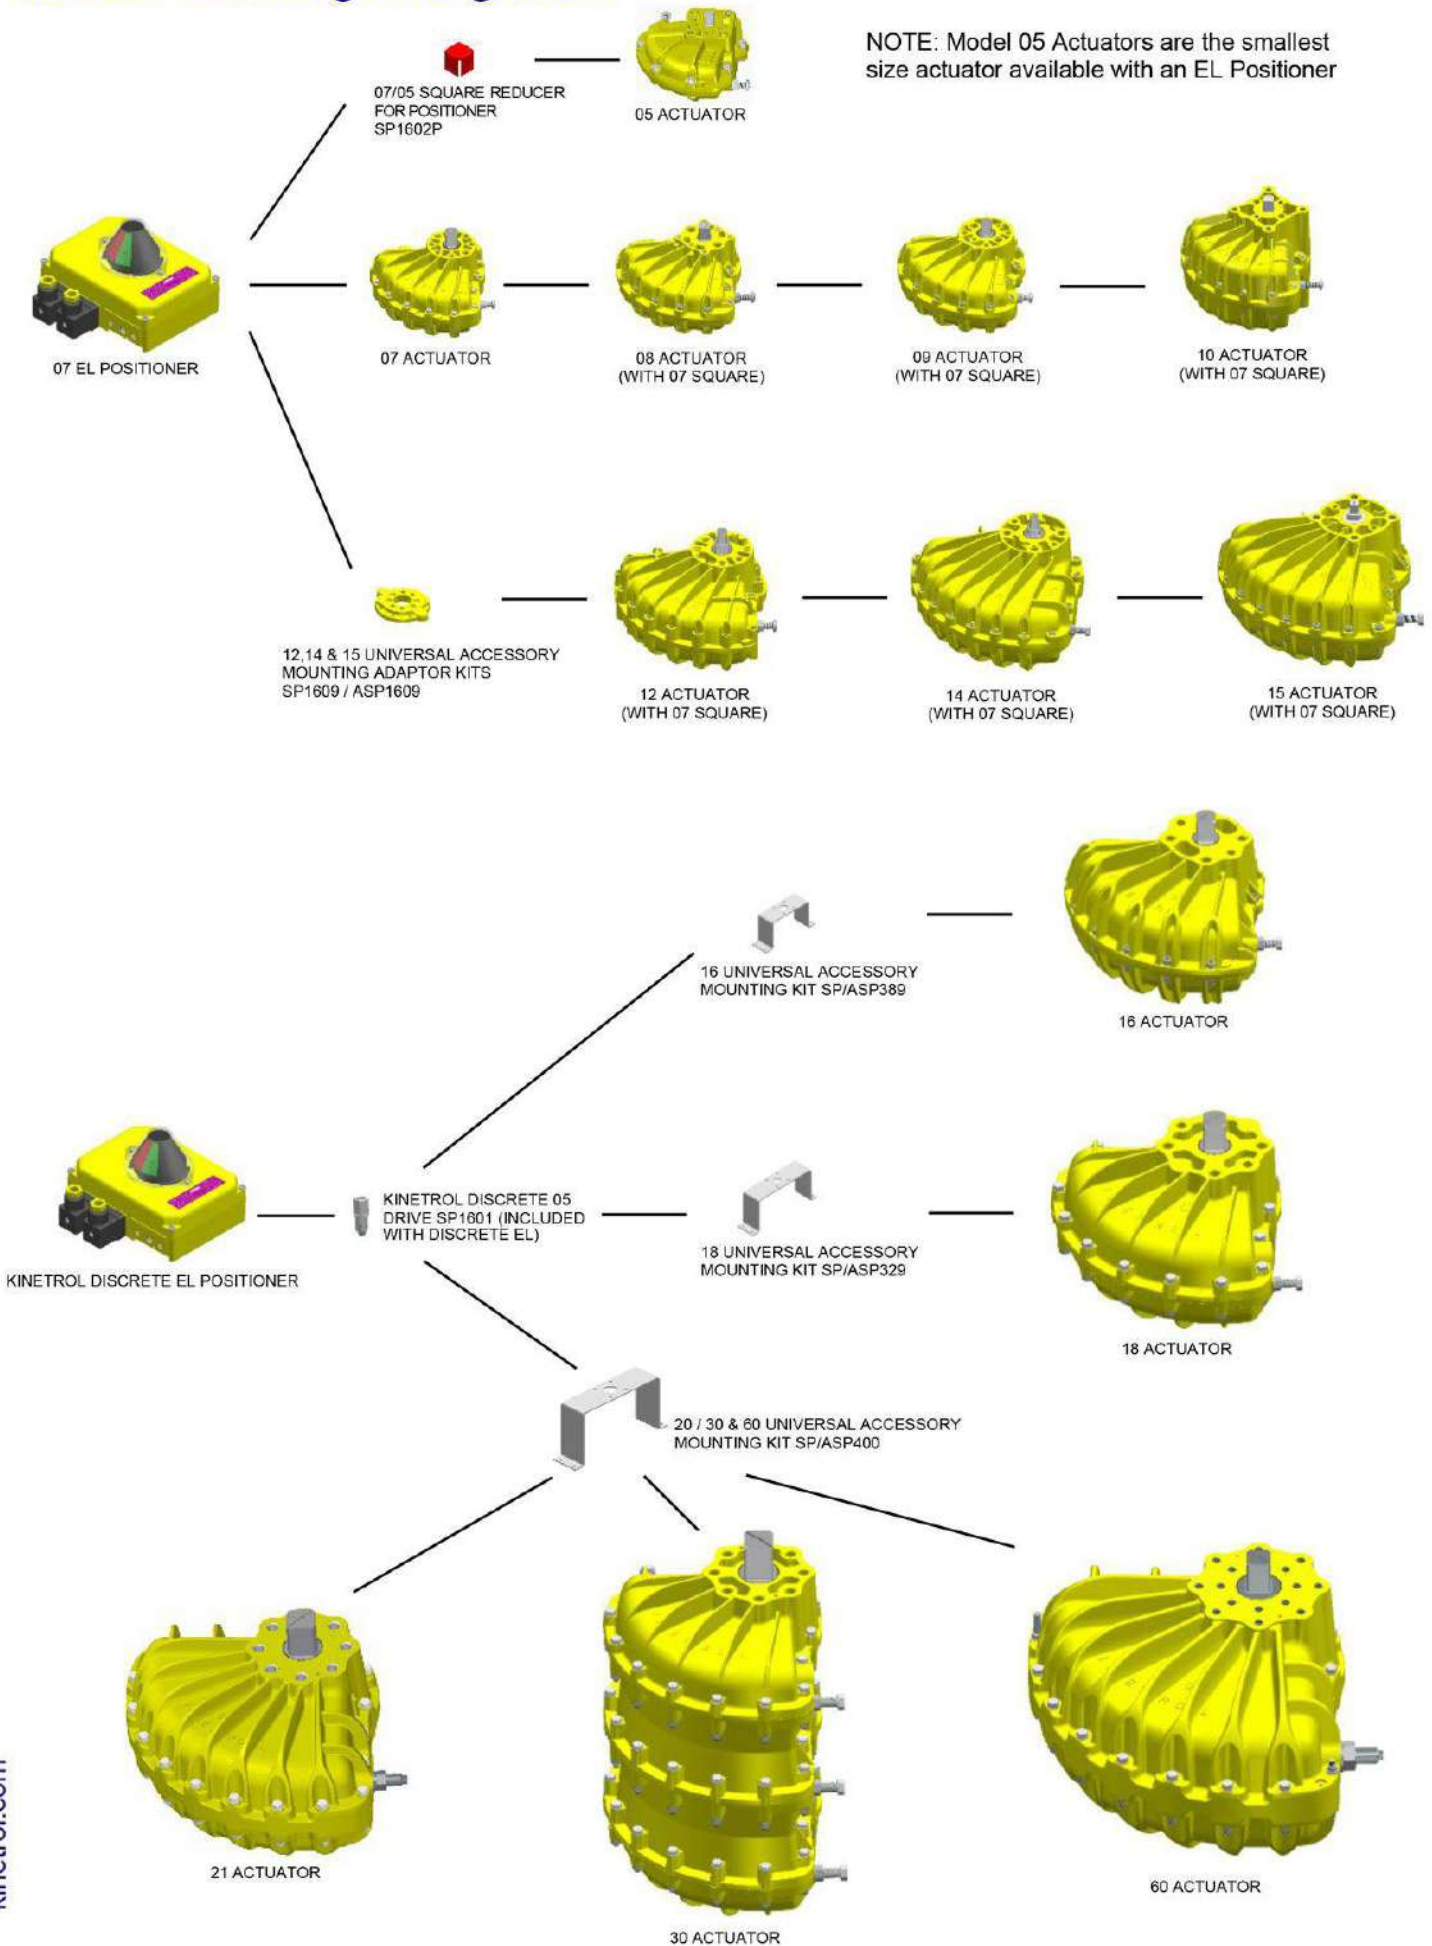 NOTE: Model 05 Actuators are the smallest
size actuator available with an EL Positioner
07/05 SQUARE REDUCER
FOR POSITIONER
SP1602P
05 ACTUATOR
07 EL POSITIONER
07 ACTUATOR
08 ACTUATOR
(WITH 07 SQUARE)
09 ACTUATOR
(WITH 07 SQUARE)
10 ACTUATOR
(WITH 07 SQUARE)
12,14 & 15 UNIVERSAL ACCESSORY
MOUNTING ADAPTOR KITS
SP1609 / ASP1609
12 ACTUATOR
(WITH 07 SQUARE)
14 ACTUATOR
(WITH 07 SQUARE)
15 ACTUATOR
(WITH 07 SQUARE)
16 UNIVERSAL ACCESSORY
MOUNTING KIT SP/ASP389
16 ACTUATOR
KINETROL DISCRETE EL POSITIONER
KINETROL DISCRETE 05
DRIVE SP1601 (INCLUDED
WITH DISCRETE EL)
18 UNIVERSAL ACCESSORY
MOUNTING KIT SP/ASP329
18 ACTUATOR
20 / 30 & 60 UNIVERSAL ACCESSORY
MOUNTING KIT SP/ASP400
21 ACTUATOR
30 ACTUATOR
60 ACTUATOR
kinetrol.com